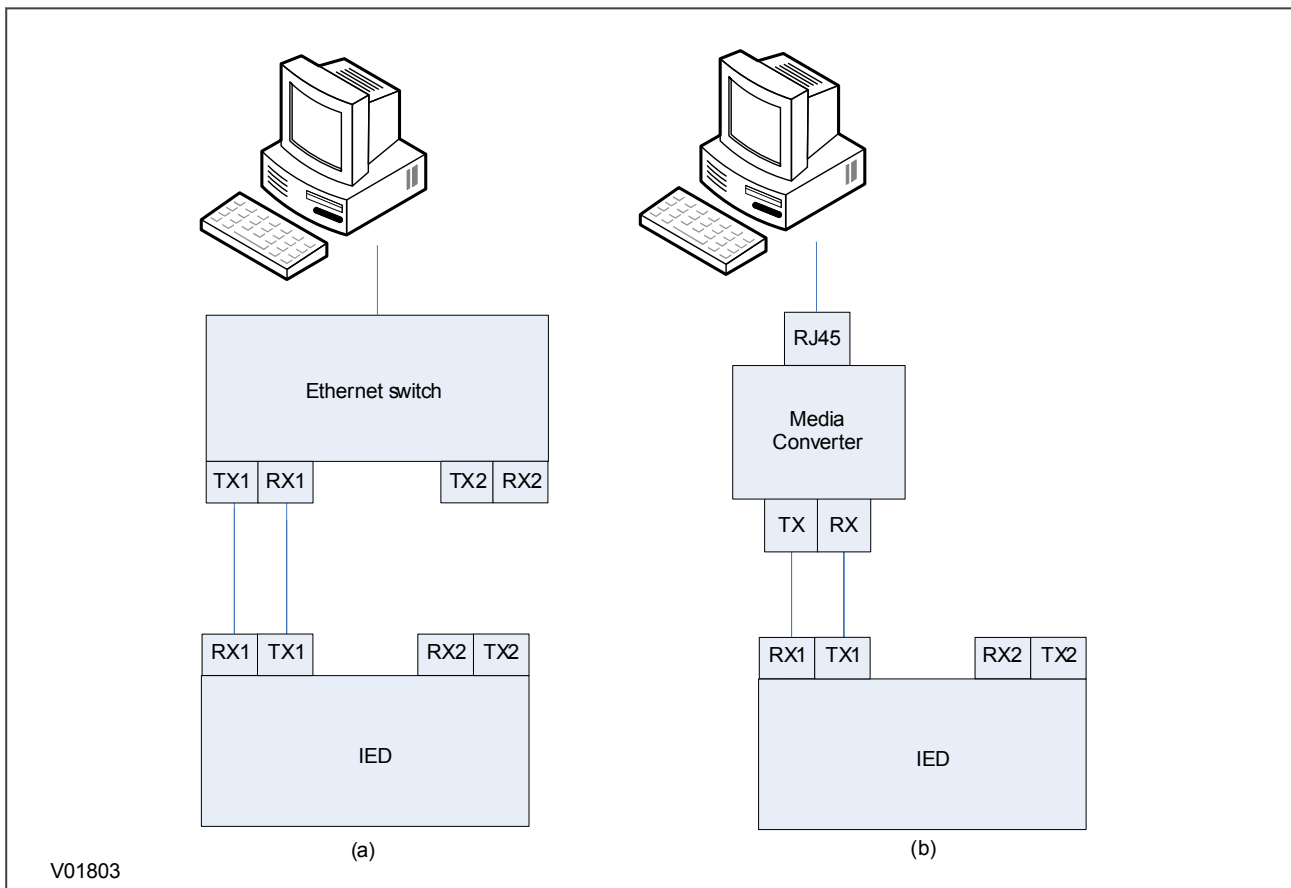 Ethernet switch
TX1 RX1 TX2 RX2
RX1 TX1 RX2 TX2
IED
(a)
RJ45
Media
Converter
TX RX
RX1 TX1 RX2 TX2
IED
(b)
V01803